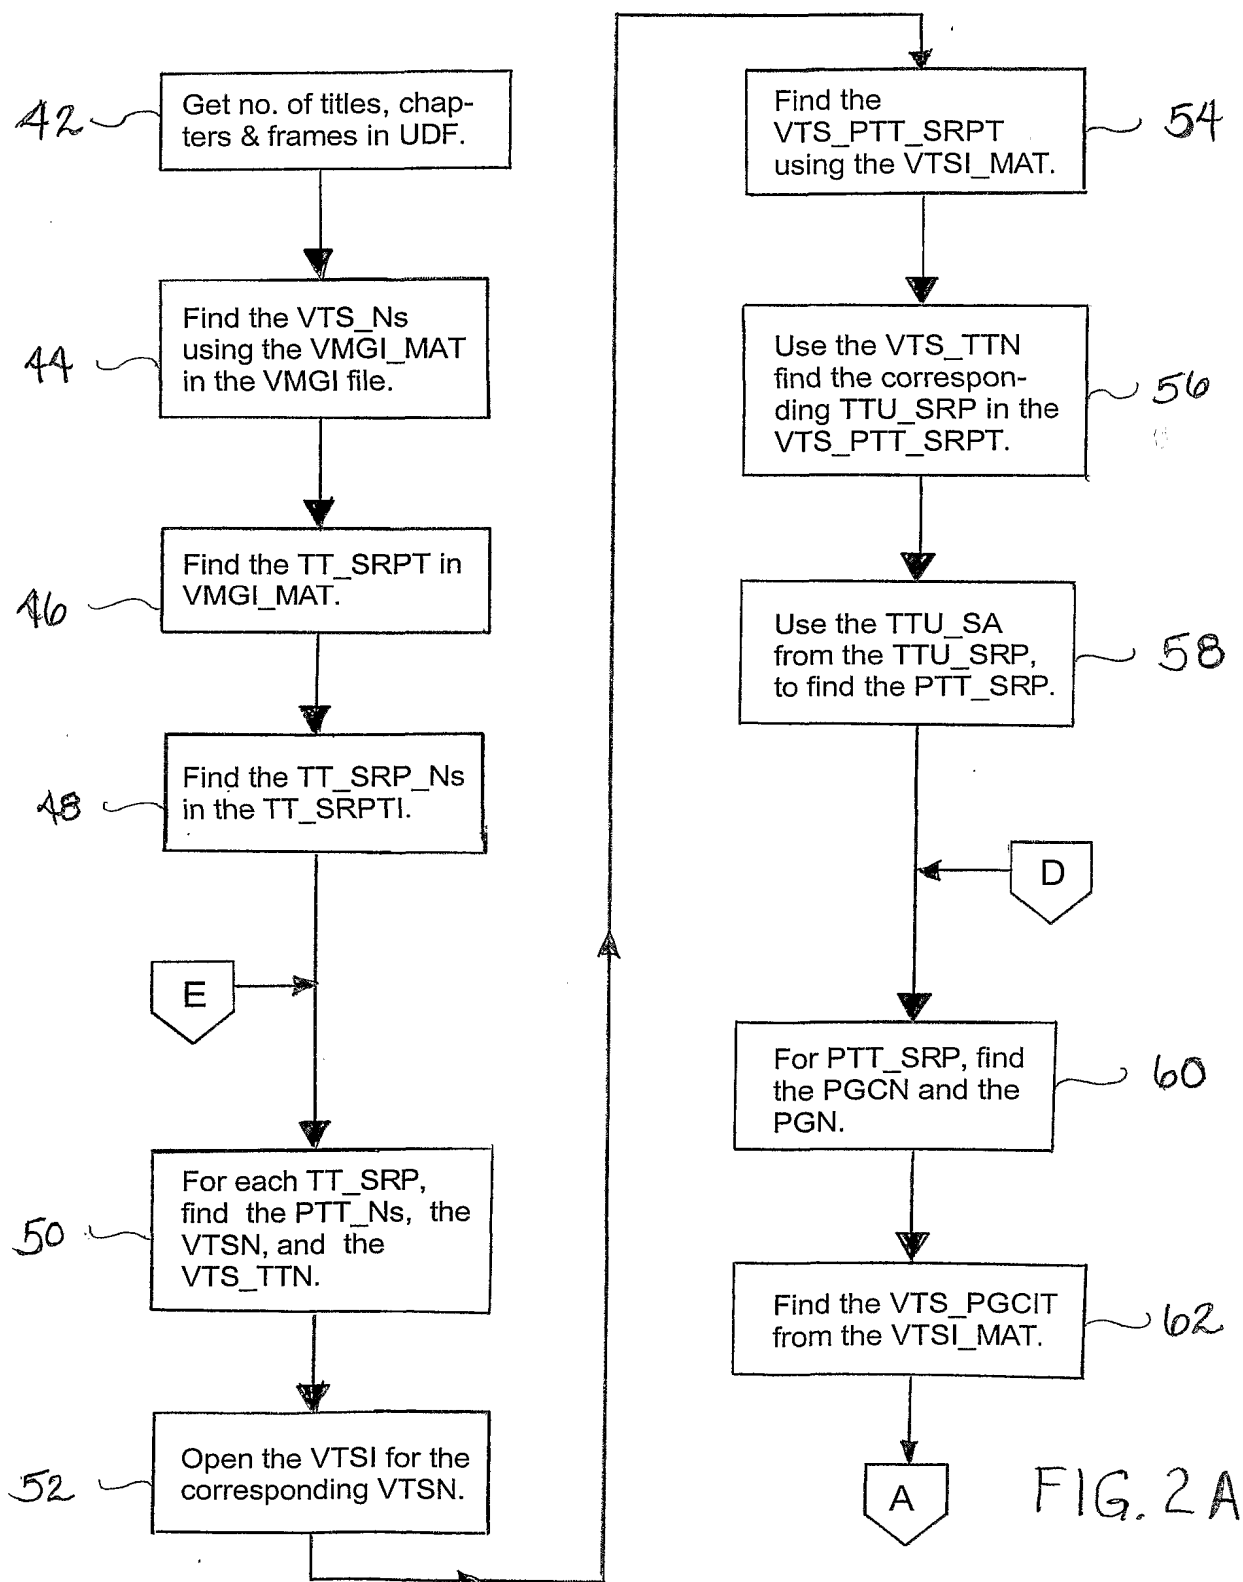 42
Get no. of titles, chap-
ters & frames in UDF.
44
Find the VTS_Ns
using the VMGI_MAT
in the VMGI file.
46
Find the TT_SRPT in
VMGI_MAT.
48
Find the TT_SRP_Ns
in the TT_SRPTI.
E
50
For each TT_SRP,
find the PTT_Ns, the
VTSN, and the
VTS_TTN.
52
Open the VTSI for the
corresponding VTSN.
Find the
VTS_PTT_SRPT
using the VTSI_MAT.
54
Use the VTS_TTN
find the correspon-
ding TTU_SRP in the
VTS_PTT_SRPT.
56
Use the TTU_SA
from the TTU_SRP,
to find the PTT_SRP.
58
D
For PTT_SRP, find
the PGCN and the
PGN.
60
Find the VTS_PGCIT
from the VTSI_MAT.
62
A
FIG. 2A